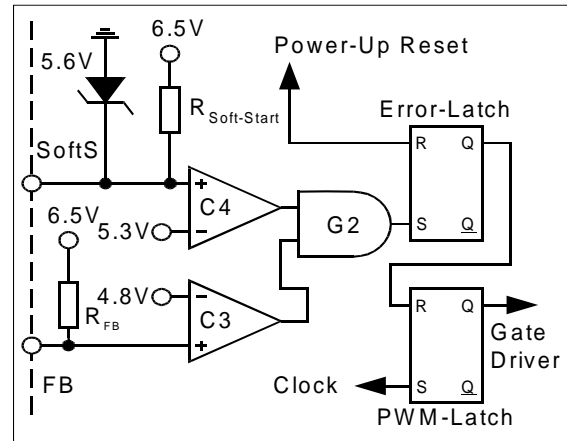 6.5V
Power-Up Reset
5.6V
Error-Latch
R Soft-Start
SoftS
R Q
+
C4
6.5V
G2
5.3V
-
S Q
4.8V
-
R Q
R FB
C3
Gate
+
Driver
FB
Clock
S Q
PWM-Latch